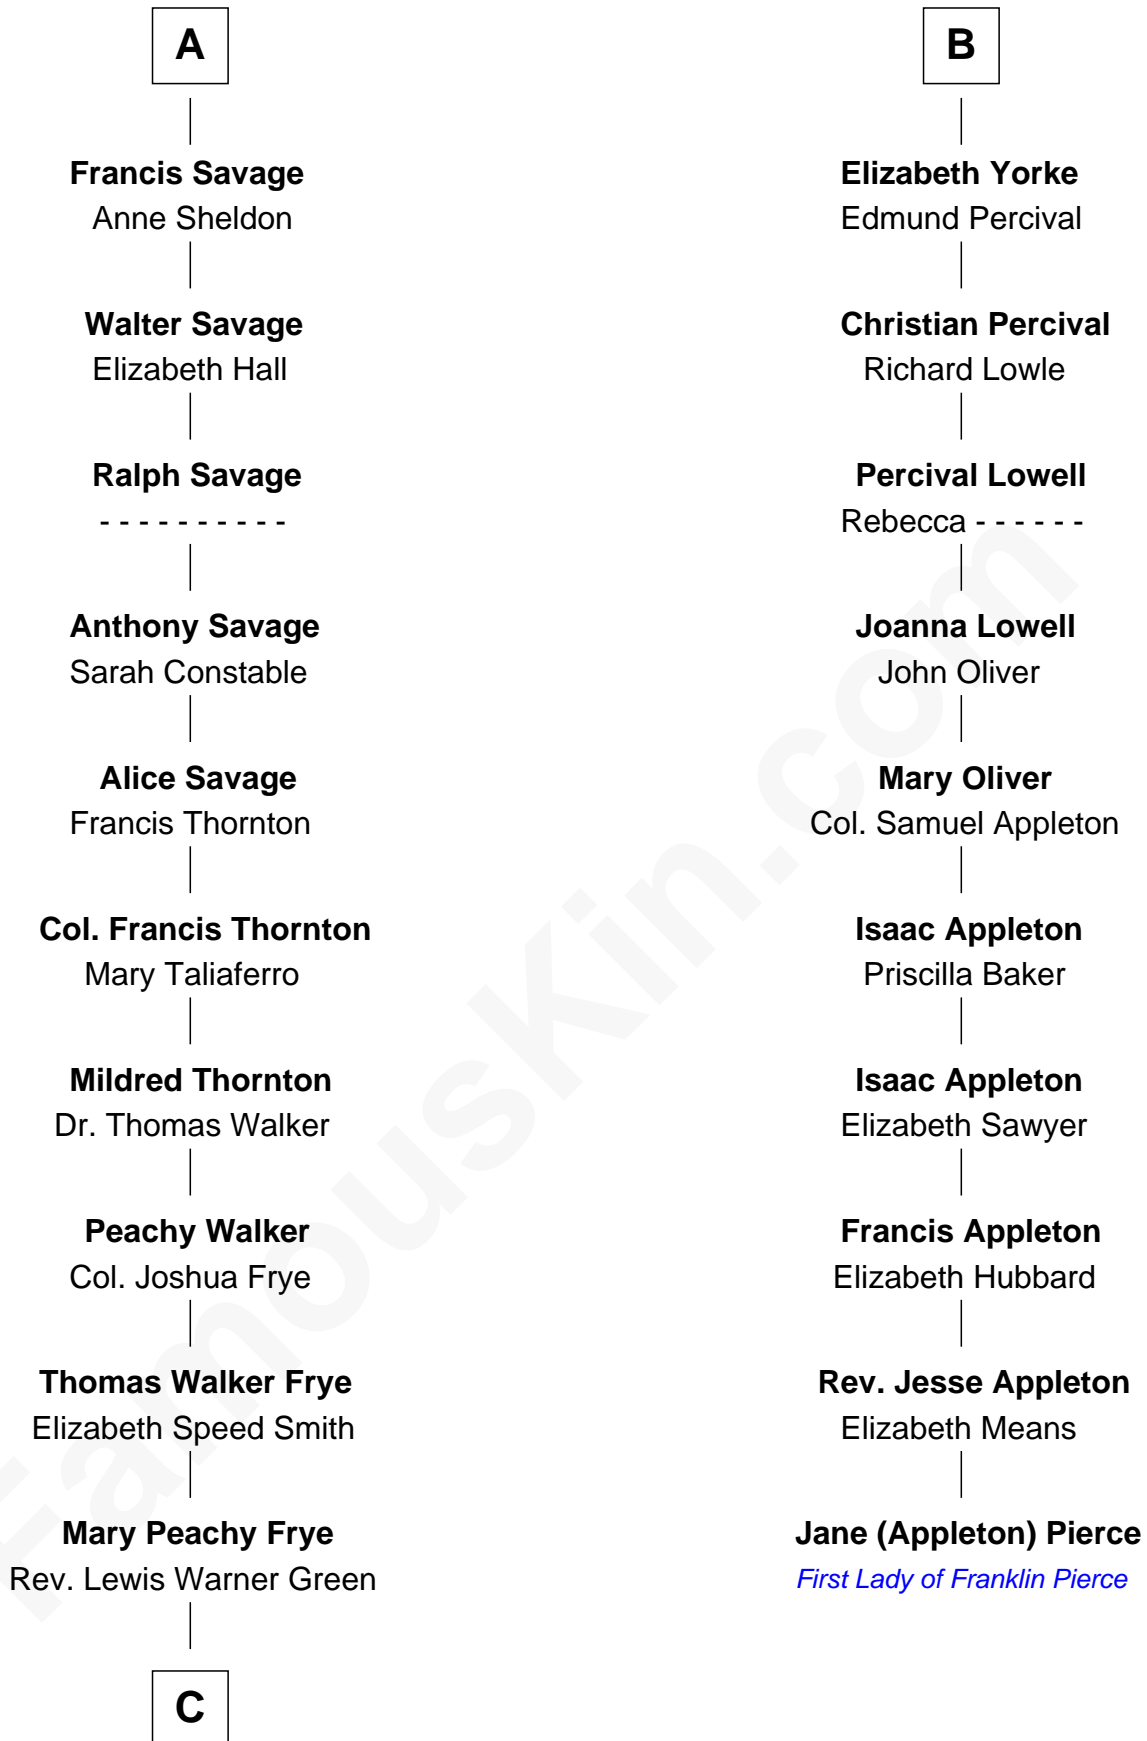 A
Francis Savage
Anne Sheldon
Walter Savage
Elizabeth Hall
Ralph Savage
- - - - - - - - - -
Anthony Savage
Sarah Constable
Alice Savage
Francis Thornton
Col. Francis Thornton
Mary Taliaferro
Mildred Thornton
Dr. Thomas Walker
Peachy Walker
Col. Joshua Frye
Thomas Walker Frye
Elizabeth Speed Smith
Mary Peachy Frye
Rev. Lewis Warner Green
C
B
Elizabeth Yorke
Edmund Percival
Christian Percival
Richard Lowle
Percival Lowell
Rebecca - - - - - -
Joanna Lowell
John Oliver
Mary Oliver
Col. Samuel Appleton
Isaac Appleton
Priscilla Baker
Isaac Appleton
Elizabeth Sawyer
Francis Appleton
Elizabeth Hubbard
Rev. Jesse Appleton
Elizabeth Means
Jane (Appleton) Pierce
First Lady of Franklin Pierce
FamousKin.com